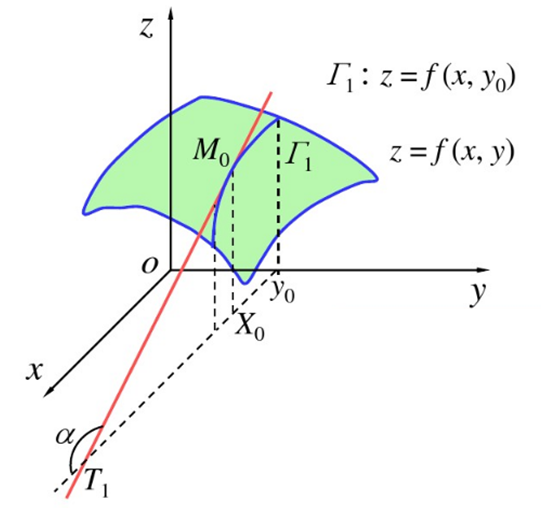 z
Γ₁ : z = f (x, y₀)
M₀
Γ₁
z = f (x, y)
o
y₀
y
X₀
x
α
T₁